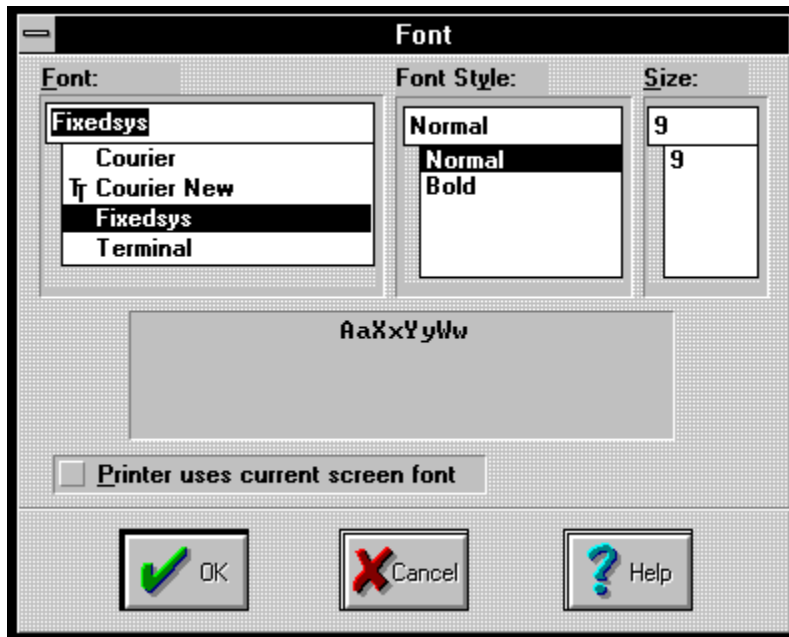 Font
Font:
Fixedsys
Courier
Courier New
Fixedsys
Terminal
Font Style:
Normal
Normal
Bold
Size:
9
9
AaXxYyWw
Printer uses current screen font
OK
Cancel
Help